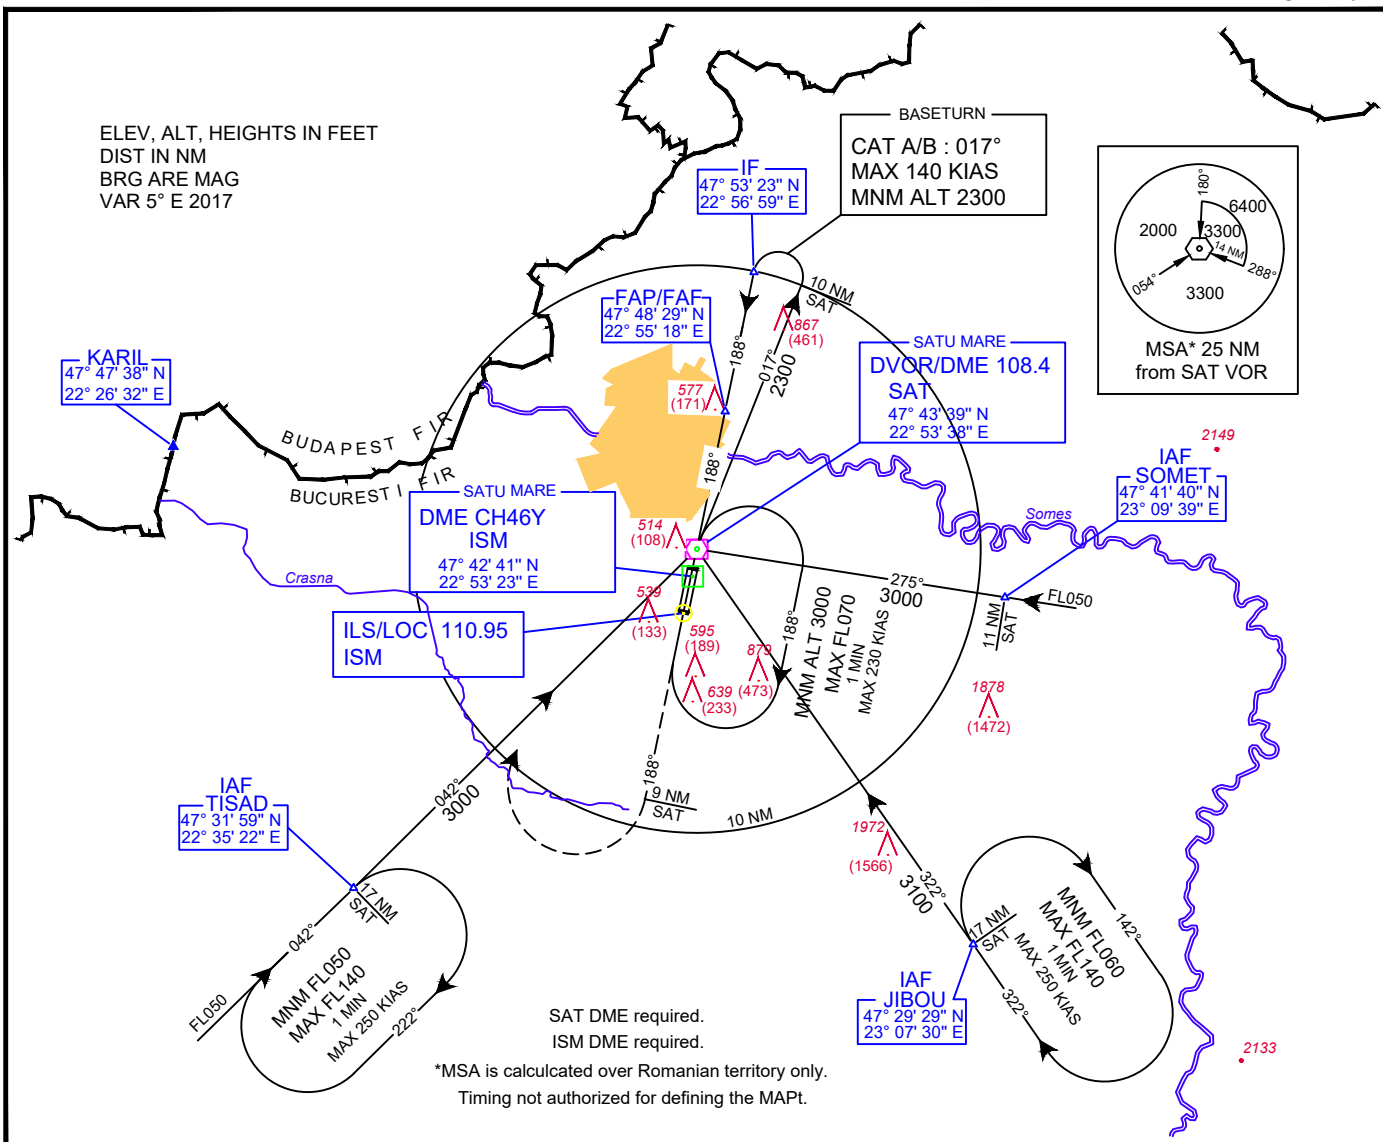 ELEV, ALT, HEIGHTS IN FEET
DIST IN NM
BRG ARE MAG
VAR 5° E 2017
BASETURN
CAT A/B : 017°
MAX 140 KIAS
MNM ALT 2300
IF
47° 53' 23" N
22° 56' 59" E
180°
6400
2000
3300
14 NM
288°
054°
3300
MSA* 25 NM
from SAT VOR
10 NM
SAT
FAP/FAF
47° 48' 29" N
22° 55' 18" E
867
(461)
188°
017°
2300
SATU MARE
DVOR/DME 108.4
SAT
47° 43' 39" N
22° 53' 38" E
KARIL
47° 47' 38" N
22° 26' 32" E
577
(171)
BUDAPEST FIR
BUCURESTI FIR
188°
2149
IAF
SOMET
47° 41' 40" N
23° 09' 39" E
SATU MARE
DME CH46Y
ISM
47° 42' 41" N
22° 53' 23" E
514
(108)
Somes
Crasna
275°
3000
FL050
11 NM
SAT
539
(133)
ILS/LOC 110.95
ISM
595
(189)
639
(233)
879
(473)
188°
MNM ALT 3000
MAX FL070
1 MIN
MAX 230 KIAS
1878
(1472)
188°
9 NM
SAT
10 NM
042°
3000
IAF
TISAD
47° 31' 59" N
22° 35' 22" E
17 NM
SAT
1972
(1566)
322°
3100
042°
FL050
MNM FL050
MAX FL140
1 MIN
MAX 250 KIAS
222°
17 NM
SAT
MNM FL060
MAX FL140
1 MIN
MAX 250 KIAS
142°
322°
IAF
JIBOU
47° 29' 29" N
23° 07' 30" E
2133
SAT DME required.
ISM DME required.
*MSA is calculcated over Romanian territory only.
Timing not authorized for defining the MAPt.